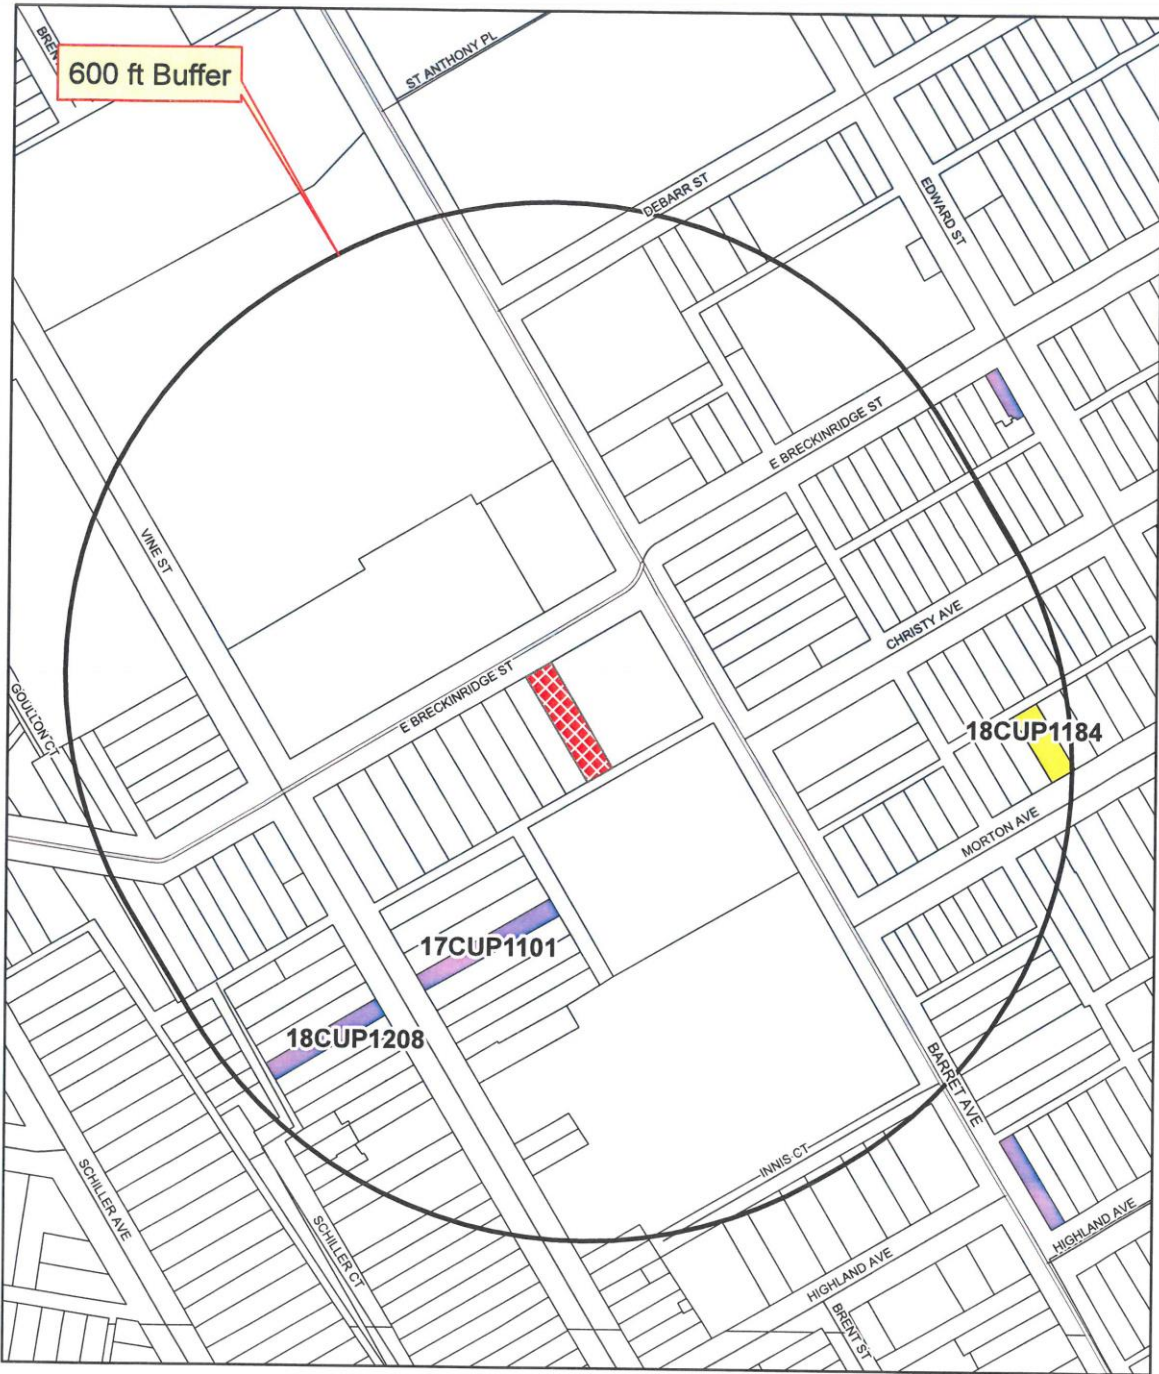 BREN
600 ft Buffer
ST ANTHONY PL
DEBARR ST
EDWARD ST
E BRECKINRIDGE ST
VINE ST
CHRISTY AVE
GOULLON CT
E BRECKINRIDGE ST
18CUP1184
MORTON AVE
17CUP1101
18CUP1208
BARRET AVE
INNIS CT
SCHILLER AVE
SCHILLER CT
HIGHLAND AVE
HIGHLAND AVE
BRENT ST